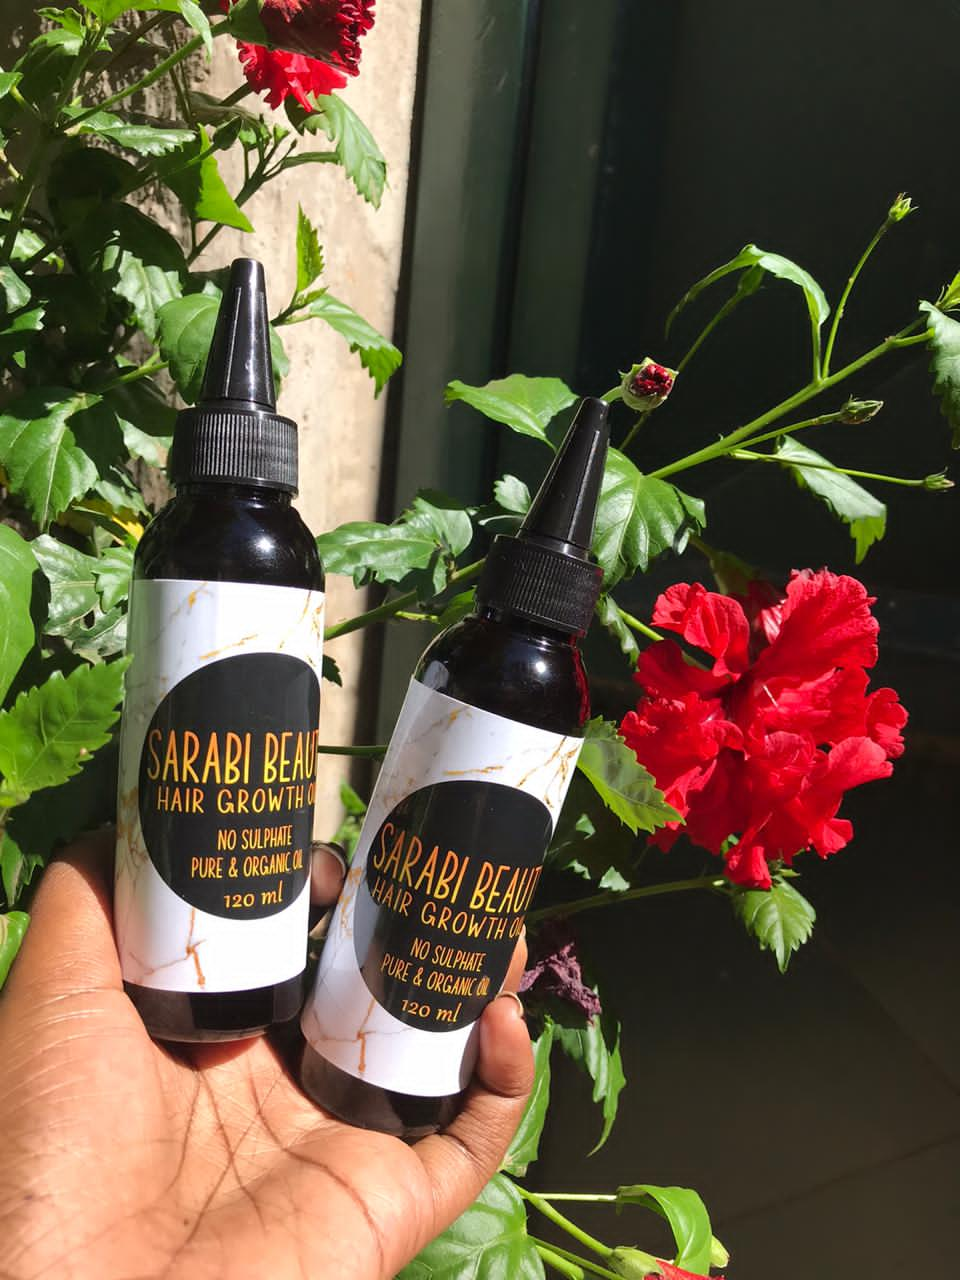 SARABI BEAUT
HAIR GROWTH
NO SULPHATE
PURE & ORGANIC OIL
120 ml
SARABI BEAUT
HAIR GROWTH
NO SULPHATE
PURE & ORGANIC OIL
120 ml